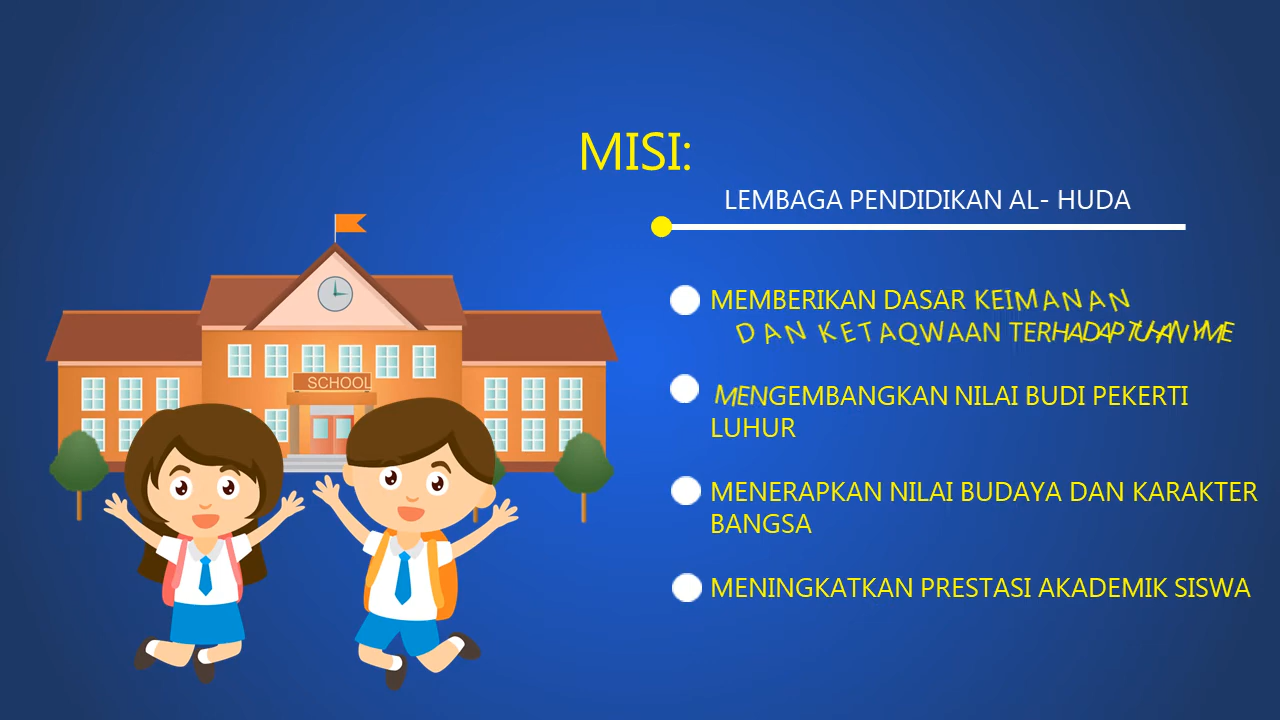 MISI:
LEMBAGA PENDIDIKAN AL- HUDA
SCHOOL
MEMBERIKAN DASAR KEIMANAN
DAN KETAQWAAN TERHADAP TUHAN YME
MENGEMBANGKAN NILAI BUDI PEKERTI
LUHUR
MENERAPKAN NILAI BUDAYA DAN KARAKTER
BANGSA
MENINGKATKAN PRESTASI AKADEMIK SISWA